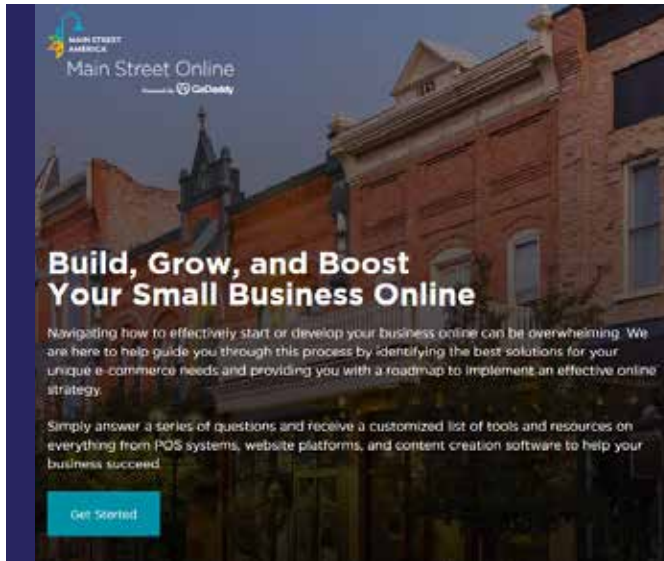 MAIN STREET
AMERICA
Main Street Online
Powered by GoDaddy
Build, Grow, and Boost
Your Small Business Online
Navigating how to effectively start or develop your business online can be overwhelming. We
are here to help guide you through this process by identifying the best solutions for your
unique e-commerce needs and providing you with a roadmap to implement an effective online
strategy.
Simply answer a series of questions and receive a customized list of tools and resources on
everything from POS systems, website platforms, and content creation software to help your
business succeed.
Get Started